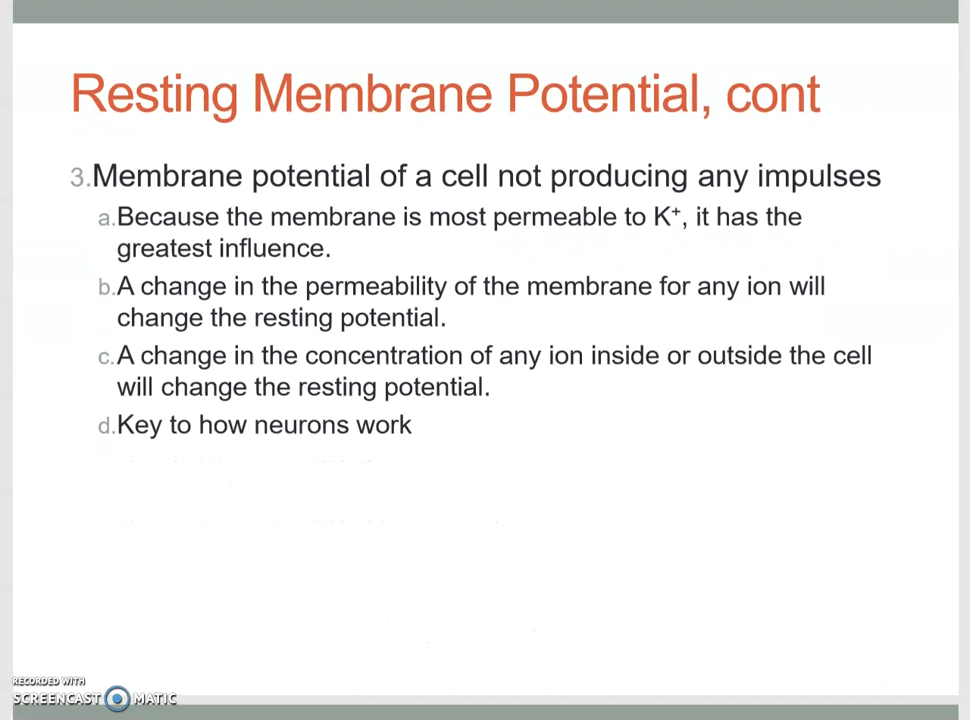 Resting Membrane Potential, cont
3. Membrane potential of a cell not producing any impulses
a. Because the membrane is most permeable to K⁺, it has the
greatest influence.
b. A change in the permeability of the membrane for any ion will
change the resting potential.
c. A change in the concentration of any ion inside or outside the cell
will change the resting potential.
d. Key to how neurons work
RECORDED WITH
SCREENCAST MATIC